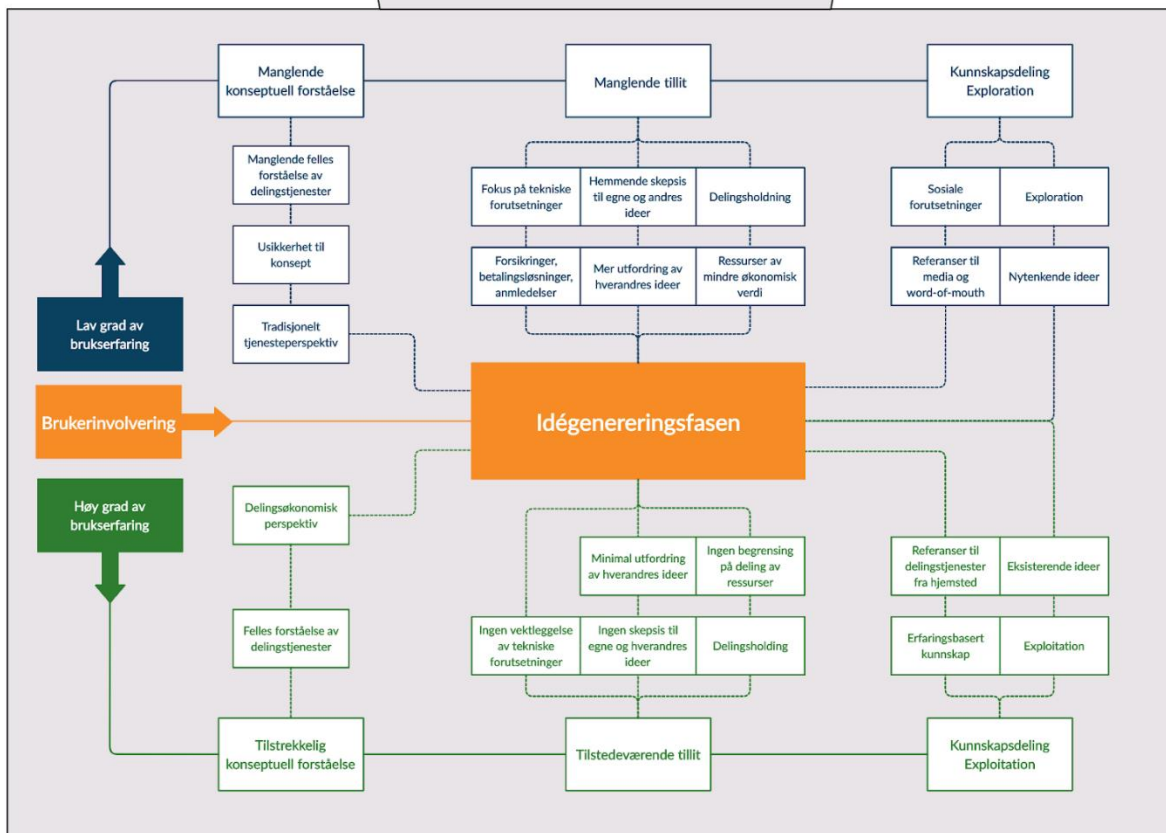 Manglende
konseptuell forståelse
Manglende tillit
Kunnskapsdeling
Exploration
Manglende felles
forståelse av
delingstjenester
Fokus på tekniske
forutsetninger
Hemmende skepsis
til egne og andres
ideer
Delingsholdning
Sosiale
forutsetninger
Exploration
Usikkerhet til
konsept
Forsikringer,
betalingsløsninger,
anmledelser
Mer utfordring av
hverandres ideer
Ressurser av
mindre økonomisk
verdi
Referanser til
media og
word-of-mouth
Nytenkende ideer
Lav grad av
brukserfaring
Tradisjonelt
tjenesteperspektiv
Brukerinvolvering
Idégenereringsfasen
Høy grad av
brukserfaring
Delingsøkonomisk
perspektiv
Minimal utfordring
av hverandres ideer
Ingen begrensing
på deling av
ressurser
Referanser til
delingstjenester
fra hjemsted
Eksisterende ideer
Felles forståelse av
delingstjenester
Ingen vektleggelse
av tekniske
forutsetninger
Ingen skepsis til
egne og hverandres
ideer
Delingsholding
Erfaringsbasert
kunnskap
Exploitation
Tilstrekkelig
konseptuell forståelse
Tilstedeværende tillit
Kunnskapsdeling
Exploitation